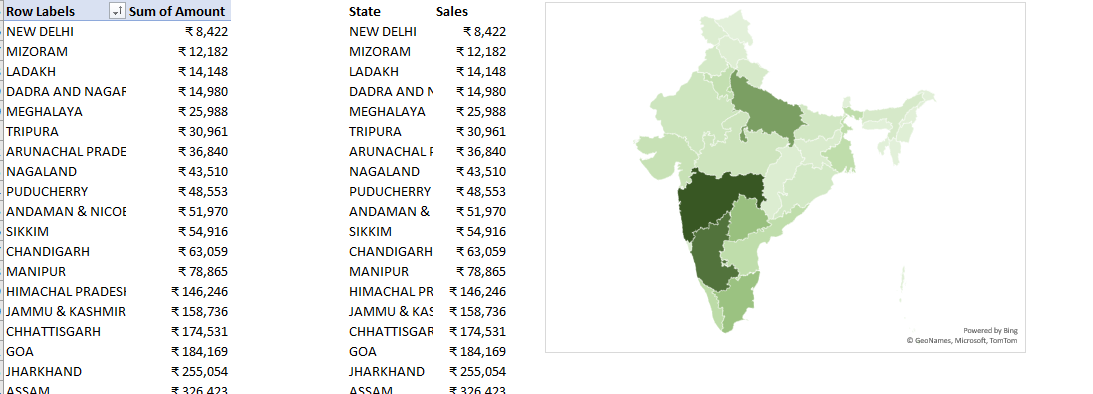 Row Labels Sum of Amount State Sales
NEW DELHI ₹ 8,422 NEW DELHI ₹ 8,422
MIZORAM ₹ 12,182 MIZORAM ₹ 12,182
LADAKH ₹ 14,148 LADAKH ₹ 14,148
DADRA AND NAGAR ₹ 14,980 DADRA AND N ₹ 14,980
MEGHALAYA ₹ 25,988 MEGHALAYA ₹ 25,988
TRIPURA ₹ 30,961 TRIPURA ₹ 30,961
ARUNACHAL PRADE ₹ 36,840 ARUNACHAL P ₹ 36,840
NAGALAND ₹ 43,510 NAGALAND ₹ 43,510
PUDUCHERRY ₹ 48,553 PUDUCHERRY ₹ 48,553
ANDAMAN & NICOB ₹ 51,970 ANDAMAN & ₹ 51,970
SIKKIM ₹ 54,916 SIKKIM ₹ 54,916
CHANDIGARH ₹ 63,059 CHANDIGARH ₹ 63,059
MANIPUR ₹ 78,865 MANIPUR ₹ 78,865
HIMACHAL PRADESH ₹ 146,246 HIMACHAL PR ₹ 146,246
JAMMU & KASHMIR ₹ 158,736 JAMMU & KAS ₹ 158,736
CHHATTISGARH ₹ 174,531 CHHATTISGAR ₹ 174,531
GOA ₹ 184,169 GOA ₹ 184,169
JHARKHAND ₹ 255,054 JHARKHAND ₹ 255,054
ASSAM ₹ 326,423 ASSAM ₹ 326,423
Powered by Bing
© GeoNames, Microsoft, TomTom